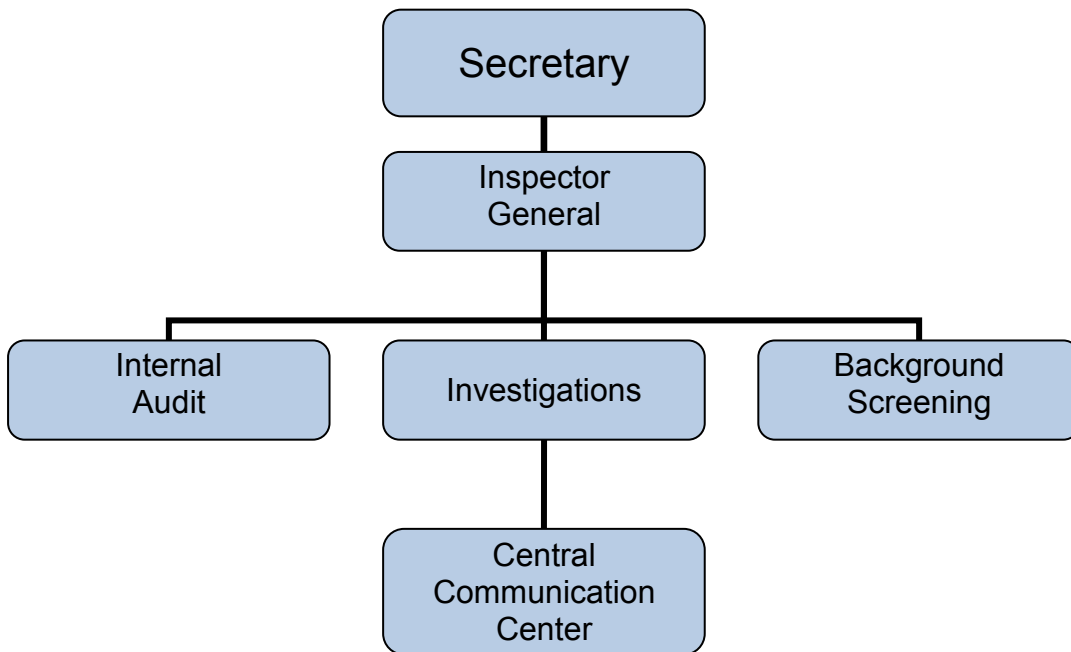 Secretary
Inspector
General
Internal
Audit
Investigations
Background
Screening
Central
Communication
Center